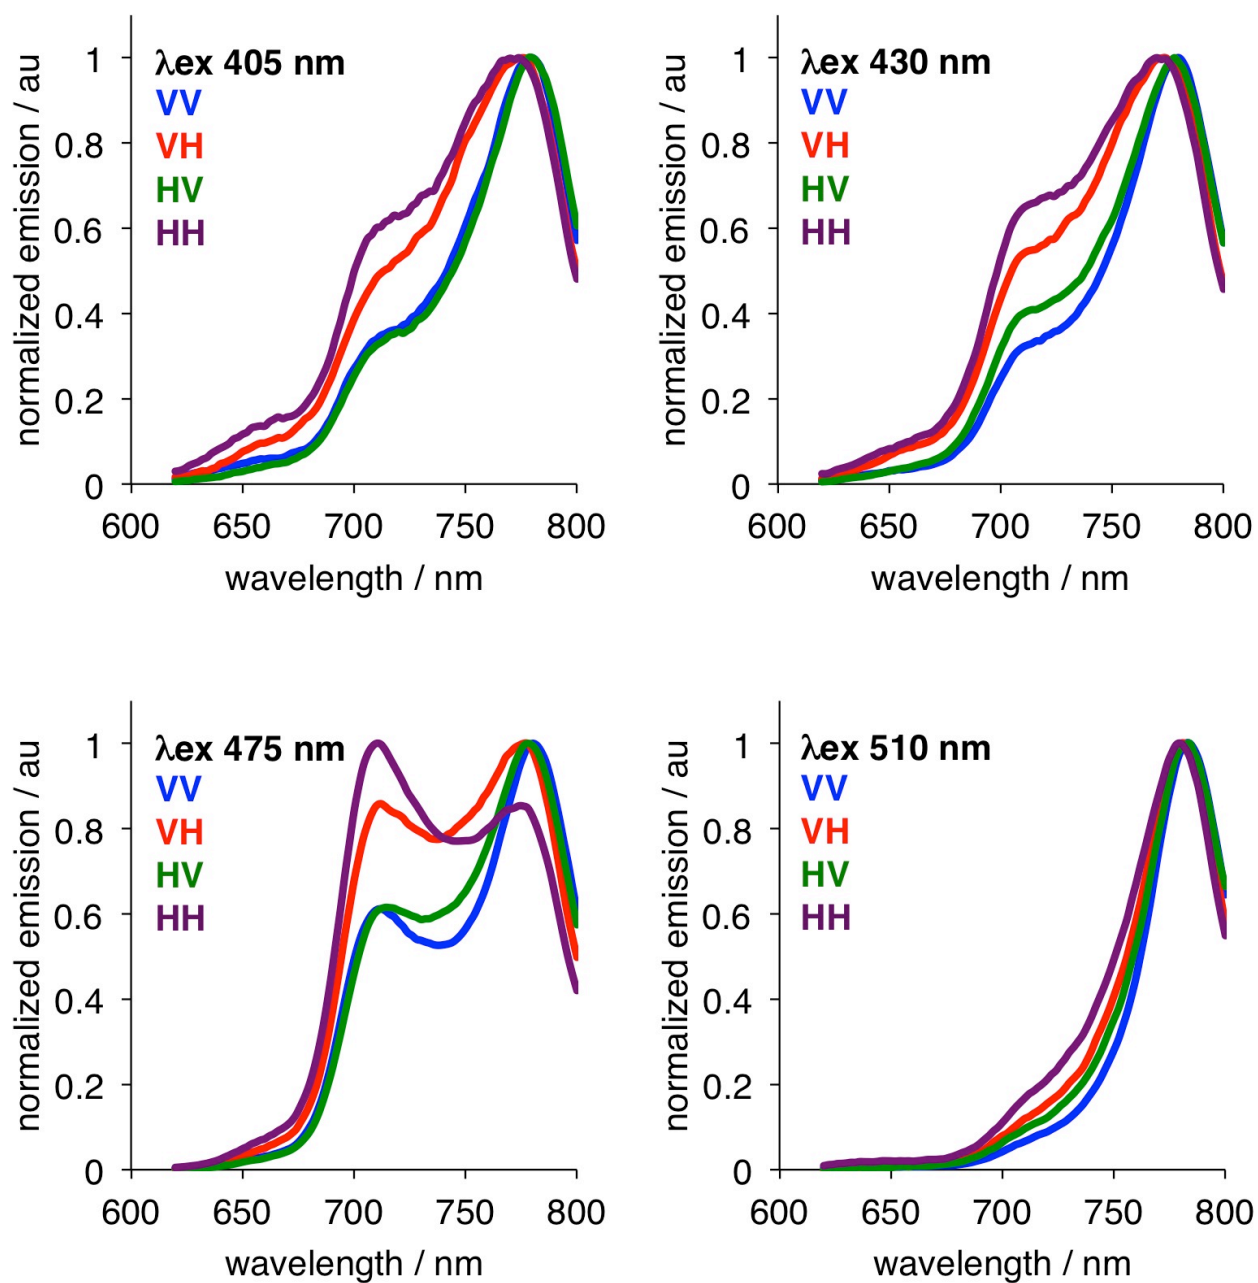 λex 405 nm
VV
VH
HV
HH
normalized emission / au
1
0.8
0.6
0.4
0.2
0
600 650 700 750 800
wavelength / nm
λex 430 nm
VV
VH
HV
HH
normalized emission / au
1
0.8
0.6
0.4
0.2
0
600 650 700 750 800
wavelength / nm
λex 475 nm
VV
VH
HV
HH
normalized emission / au
1
0.8
0.6
0.4
0.2
0
600 650 700 750 800
wavelength / nm
λex 510 nm
VV
VH
HV
HH
normalized emission / au
1
0.8
0.6
0.4
0.2
0
600 650 700 750 800
wavelength / nm